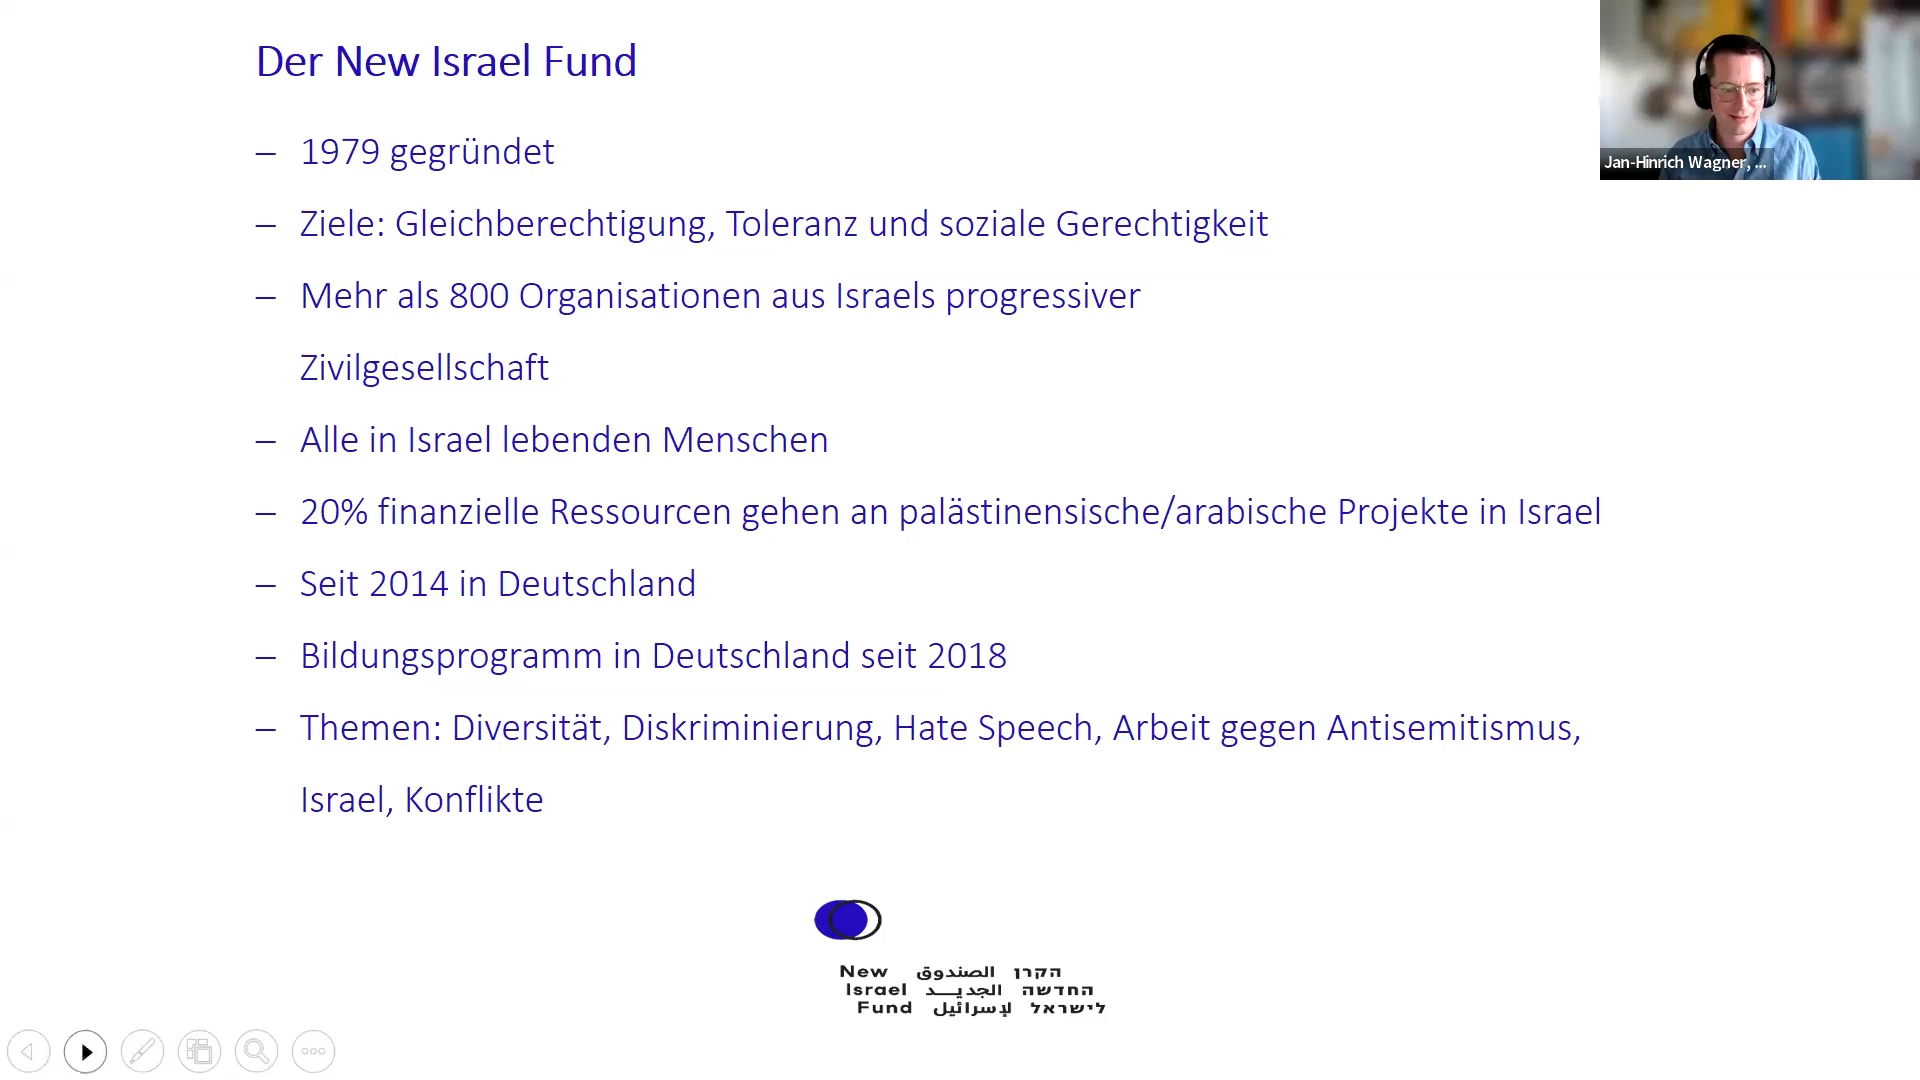 Der New Israel Fund
– 1979 gegründet
– Ziele: Gleichberechtigung, Toleranz und soziale Gerechtigkeit
– Mehr als 800 Organisationen aus Israels progressiver
Zivilgesellschaft
– Alle in Israel lebenden Menschen
– 20% finanzielle Ressourcen gehen an palästinensische/arabische Projekte in Israel
– Seit 2014 in Deutschland
– Bildungsprogramm in Deutschland seit 2018
– Themen: Diversität, Diskriminierung, Hate Speech, Arbeit gegen Antisemitismus,
Israel, Konflikte
Jan-Hinrich Wagner, ...
New الصندوق הקרן
Israel الجديـــد החדשה
Fund لإسرائيل לישראל